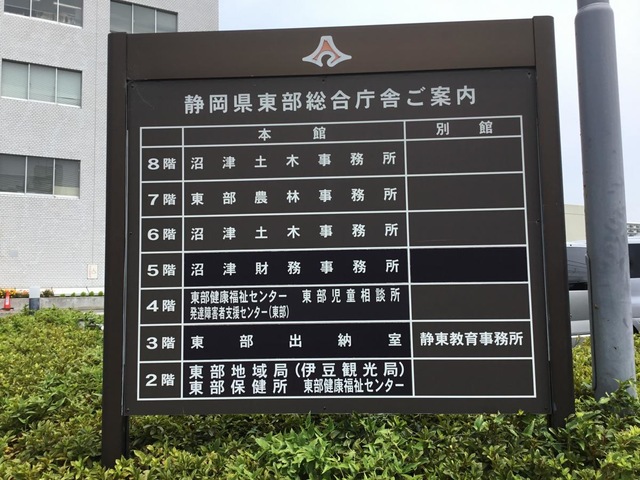 静岡県東部総合庁舎ご案内
本館 別館
8階 沼津土木事務所
7階 東部農林事務所
6階 沼津土木事務所
5階 沼津財務事務所
4階 東部健康福祉センター 東部児童相談所
発達障害者支援センター(東部)
3階 東部出納室 静東教育事務所
2階 東部地域局(伊豆観光局)
東部保健所 東部健康福祉センター